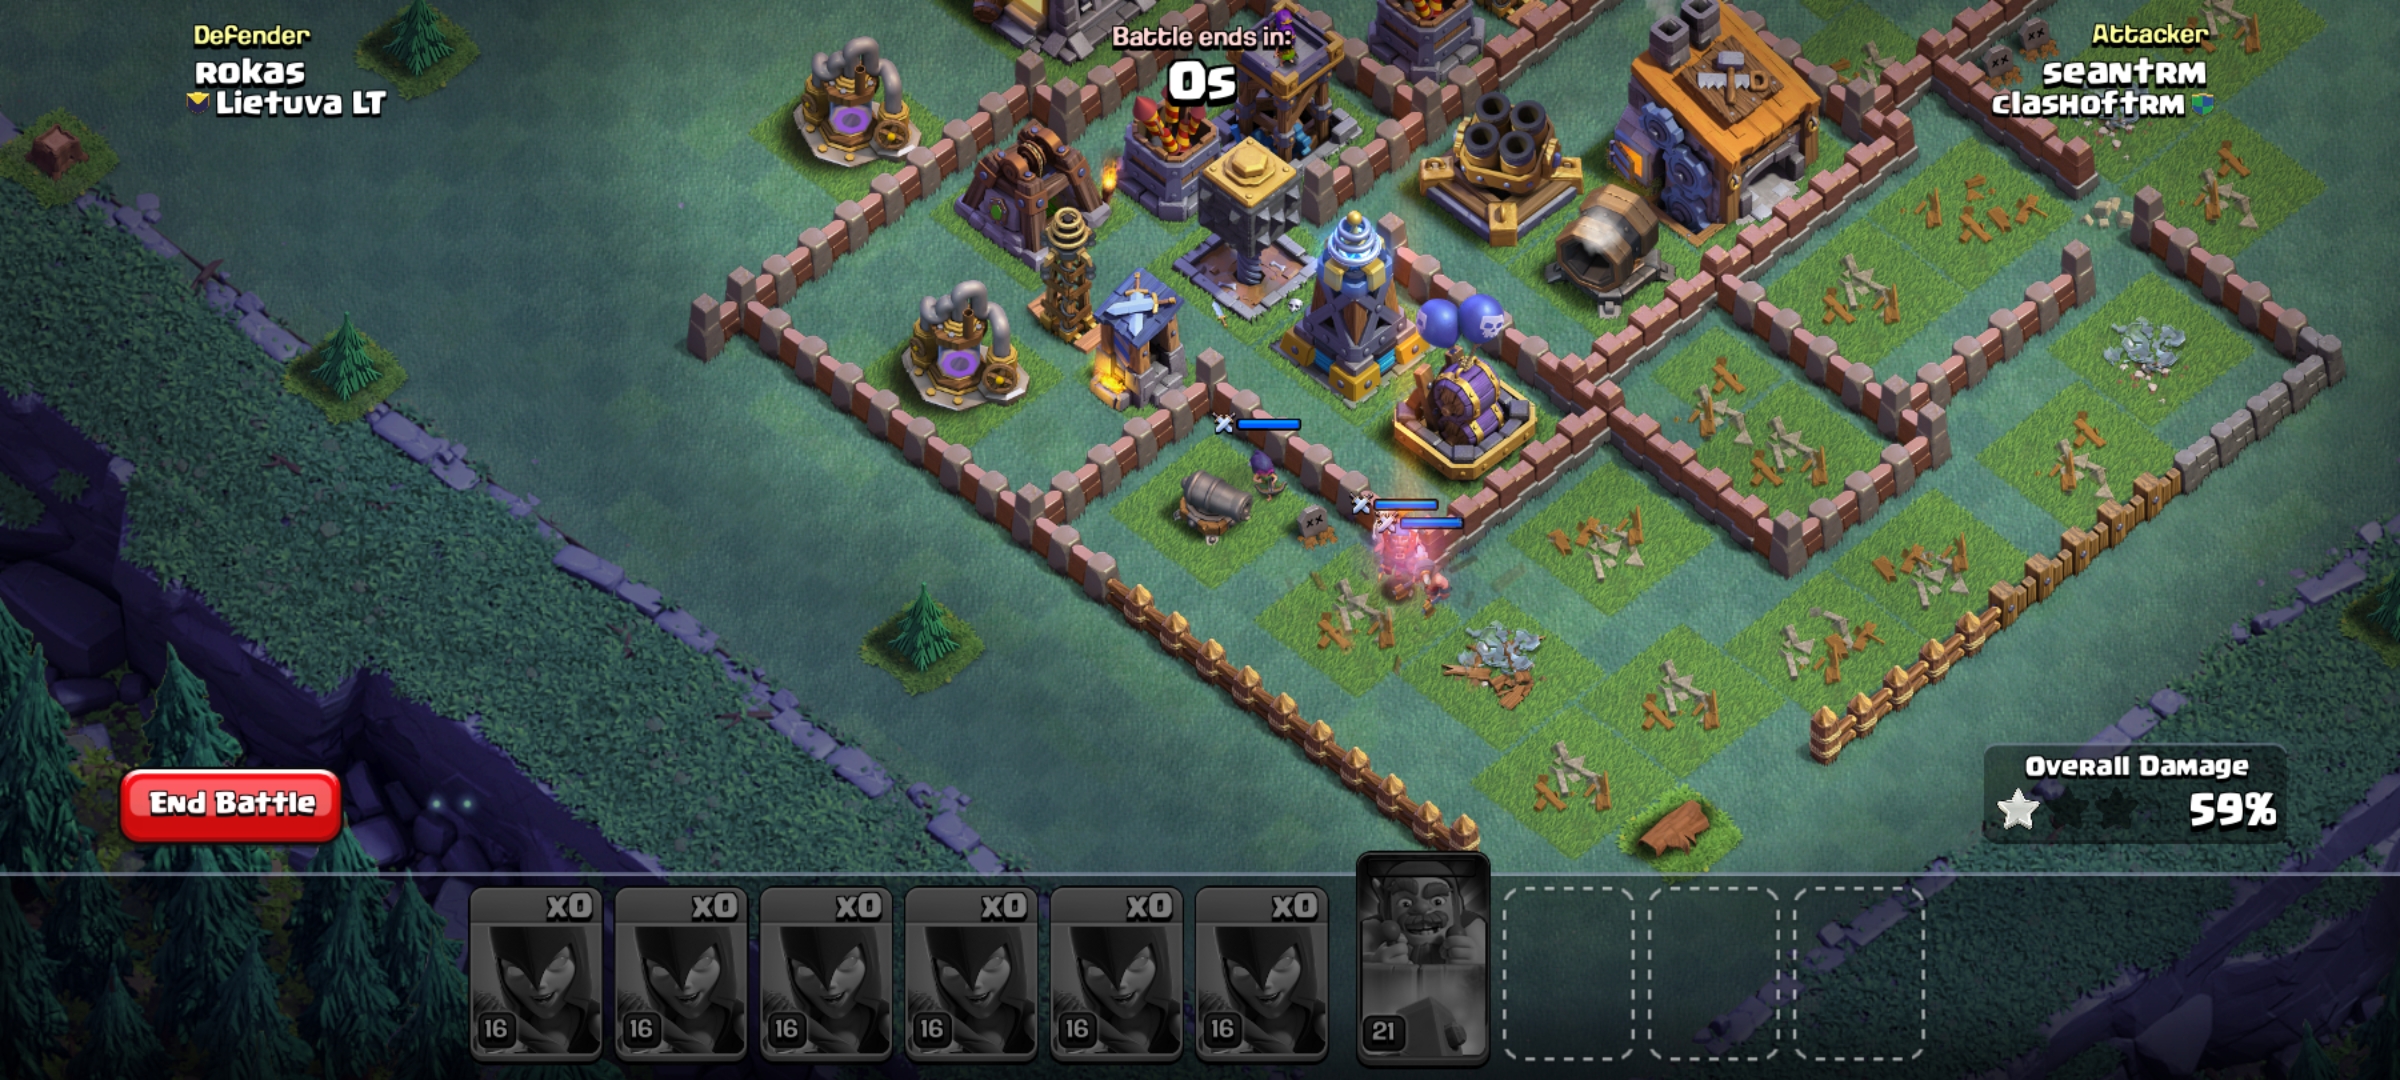 Defender
Rokas
Lietuva LT
Battle ends in:
0s
Attacker
seantRM
clashoftRM
End Battle
Overall Damage
59%
x0
x0
x0
x0
x0
x0
16
16
16
16
16
16
21